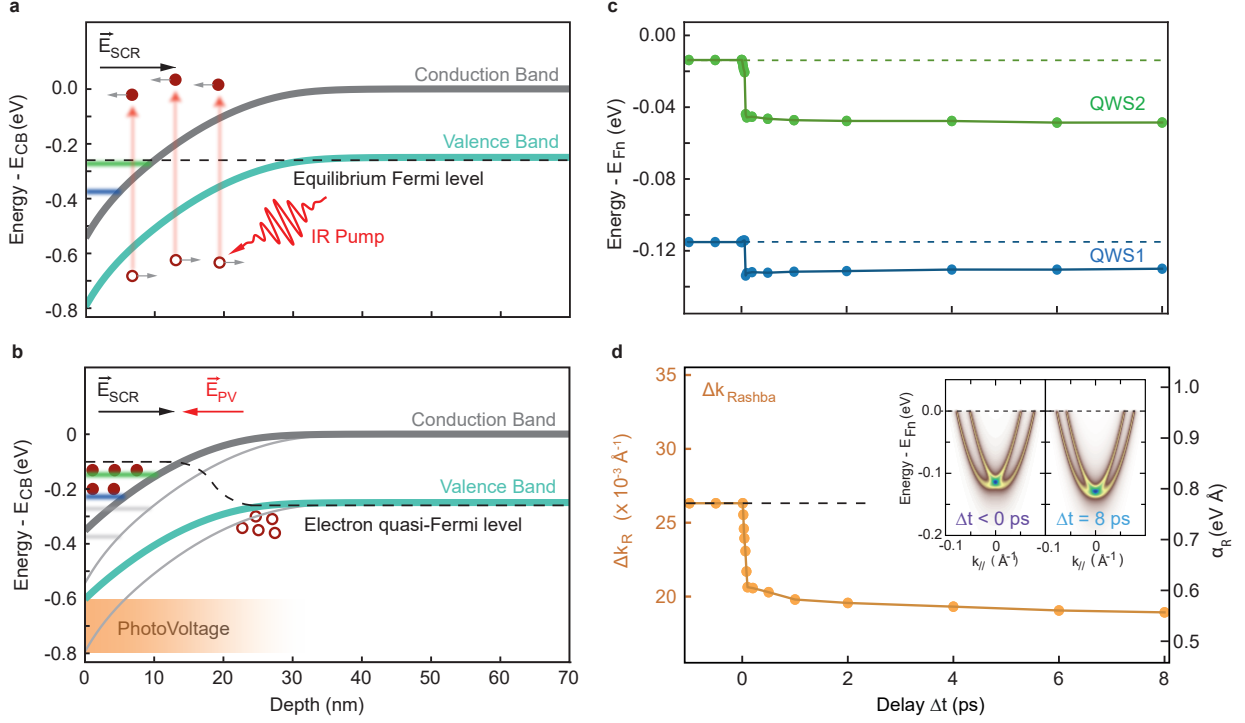 a
E⃗SCR
Conduction Band
Valence Band
Equilibrium Fermi level
IR Pump
Energy - ECB (eV)
0.0
-0.2
-0.4
-0.6
-0.8
b
E⃗SCR
E⃗PV
Conduction Band
Valence Band
Electron quasi-Fermi level
PhotoVoltage
Energy - ECB (eV)
0
-0.2
-0.4
-0.6
-0.8
0 10 20 30 40 50 60 70
Depth (nm)
c
Energy - EFn (eV)
0.00
-0.04
-0.08
-0.12
QWS2
QWS1
d
ΔkRashba
ΔkR (x 10⁻³ Å⁻¹)
35
30
25
20
0 2 4 6 8
Delay Δt (ps)
αR (eV Å)
1.0
0.9
0.8
0.7
0.6
0.5
Energy - EFn (eV)
0.0
-0.1
-0.2
Δt < 0 ps
Δt = 8 ps
-0.1 0 -0.1 0
k// (Å⁻¹) k// (Å⁻¹)